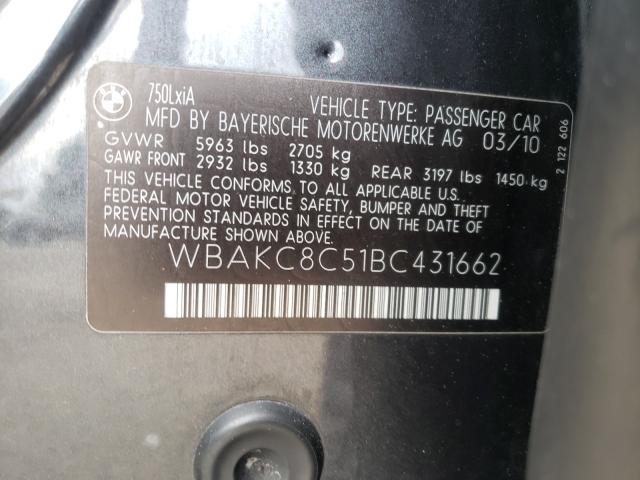 750LxiA
VEHICLE TYPE: PASSENGER CAR
MFD BY BAYERISCHE MOTORENWERKE AG 03/10
GVWR 5963 lbs 2705 kg
GAWR FRONT 2932 lbs 1330 kg REAR 3197 lbs 1450 kg
THIS VEHICLE CONFORMS TO ALL APPLICABLE U.S.
FEDERAL MOTOR VEHICLE SAFETY, BUMPER AND THEFT
PREVENTION STANDARDS IN EFFECT ON THE DATE OF
MANUFACTURE SHOWN ABOVE.
WBAKC8C51BC431662
2 122 606